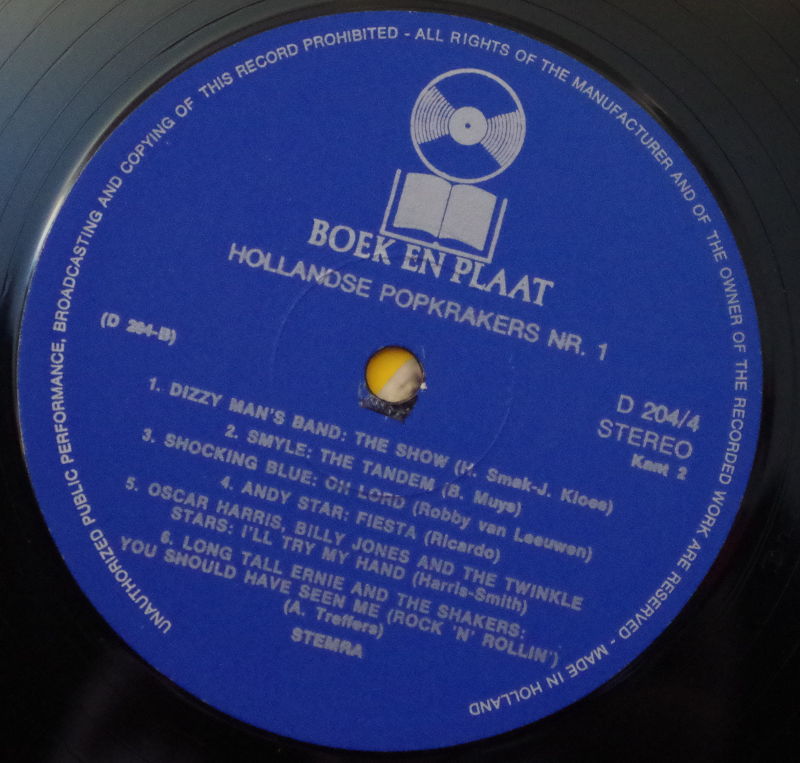 UNAUTHORIZED PUBLIC PERFORMANCE, BROADCASTING AND COPYING OF THIS RECORD PROHIBITED - ALL RIGHTS OF THE MANUFACTURER AND OF THE OWNER OF THE RECORDED WORK ARE RESERVED - MADE IN HOLLAND
BOEK EN PLAAT
HOLLANDSE POPKRAKERS NR. 1
(D 204-B)
D 204/4
STEREO
Kant 2
1. DIZZY MAN'S BAND: THE SHOW (H. Smak-J. Kloes)
2. SMYLE: THE TANDEM (B. Muys)
3. SHOCKING BLUE: OH LORD (Robby van Leeuwen)
4. ANDY STAR: FIESTA (Ricardo)
5. OSCAR HARRIS, BILLY JONES AND THE TWINKLE
STARS: I'LL TRY MY HAND (Harris-Smith)
6. LONG TALL ERNIE AND THE SHAKERS:
YOU SHOULD HAVE SEEN ME (ROCK 'N' ROLLIN')
(A. Treffers)
STEMRA